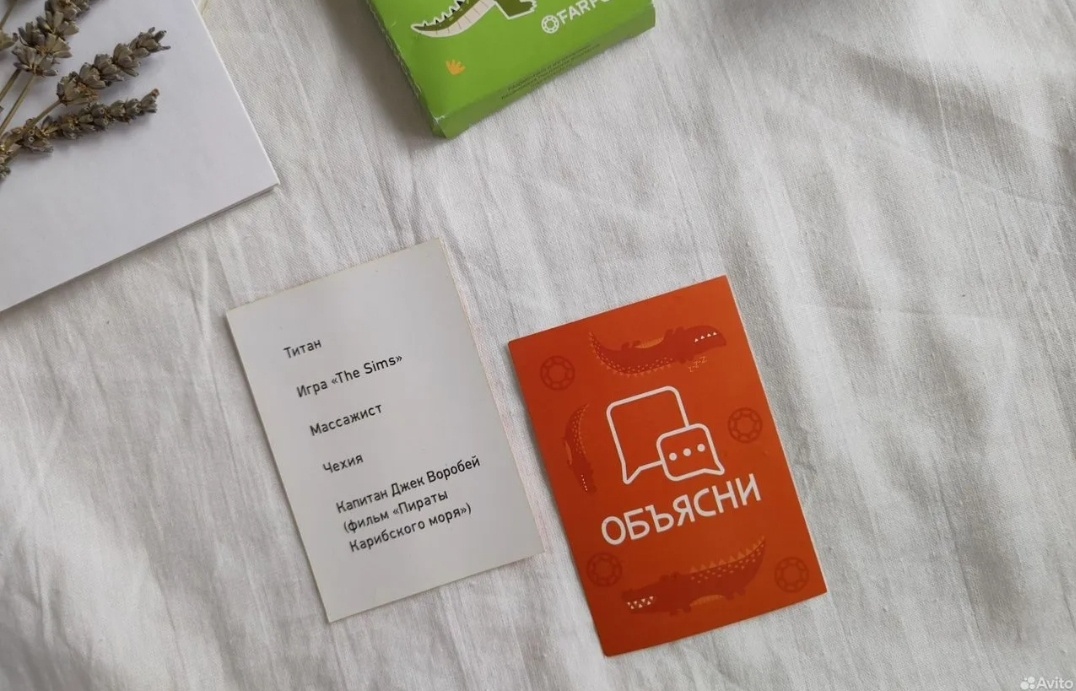 Титан
Игра «The Sims»
Массажист
Чехия
Капитан Джек Воробей
(фильм «Пираты
Карибского моря»)
ОБЪЯСНИ
Avito